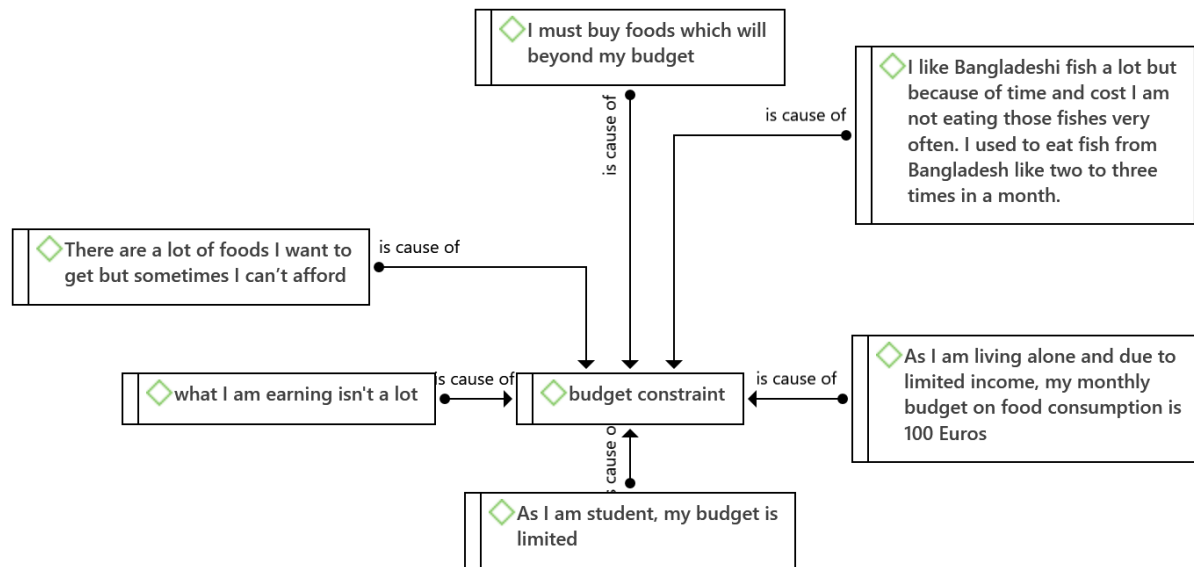 I must buy foods which will
beyond my budget
is cause of
I like Bangladeshi fish a lot but
because of time and cost I am
not eating those fishes very
often. I used to eat fish from
Bangladesh like two to three
times in a month.
is cause of
There are a lot of foods I want to
get but sometimes I can’t afford
is cause of
what I am earning isn't a lot
is cause of
budget constraint
is cause of
As I am living alone and due to
limited income, my monthly
budget on food consumption is
100 Euros
is cause of
As I am student, my budget is
limited